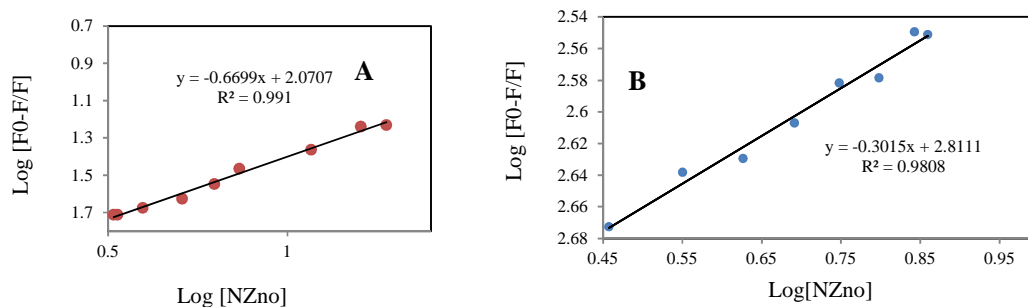 0.7
0.9
1.1
1.3
1.5
1.7
0.5
1
Log [F0-F/F]
Log [NZno]
y = -0.6699x + 2.0707
R² = 0.991
A
2.54
2.56
2.58
2.60
2.62
2.64
2.66
2.68
0.45
0.55
0.65
0.75
0.85
0.95
Log [F0-F/F]
Log[NZno]
B
y = -0.3015x + 2.8111
R² = 0.9808